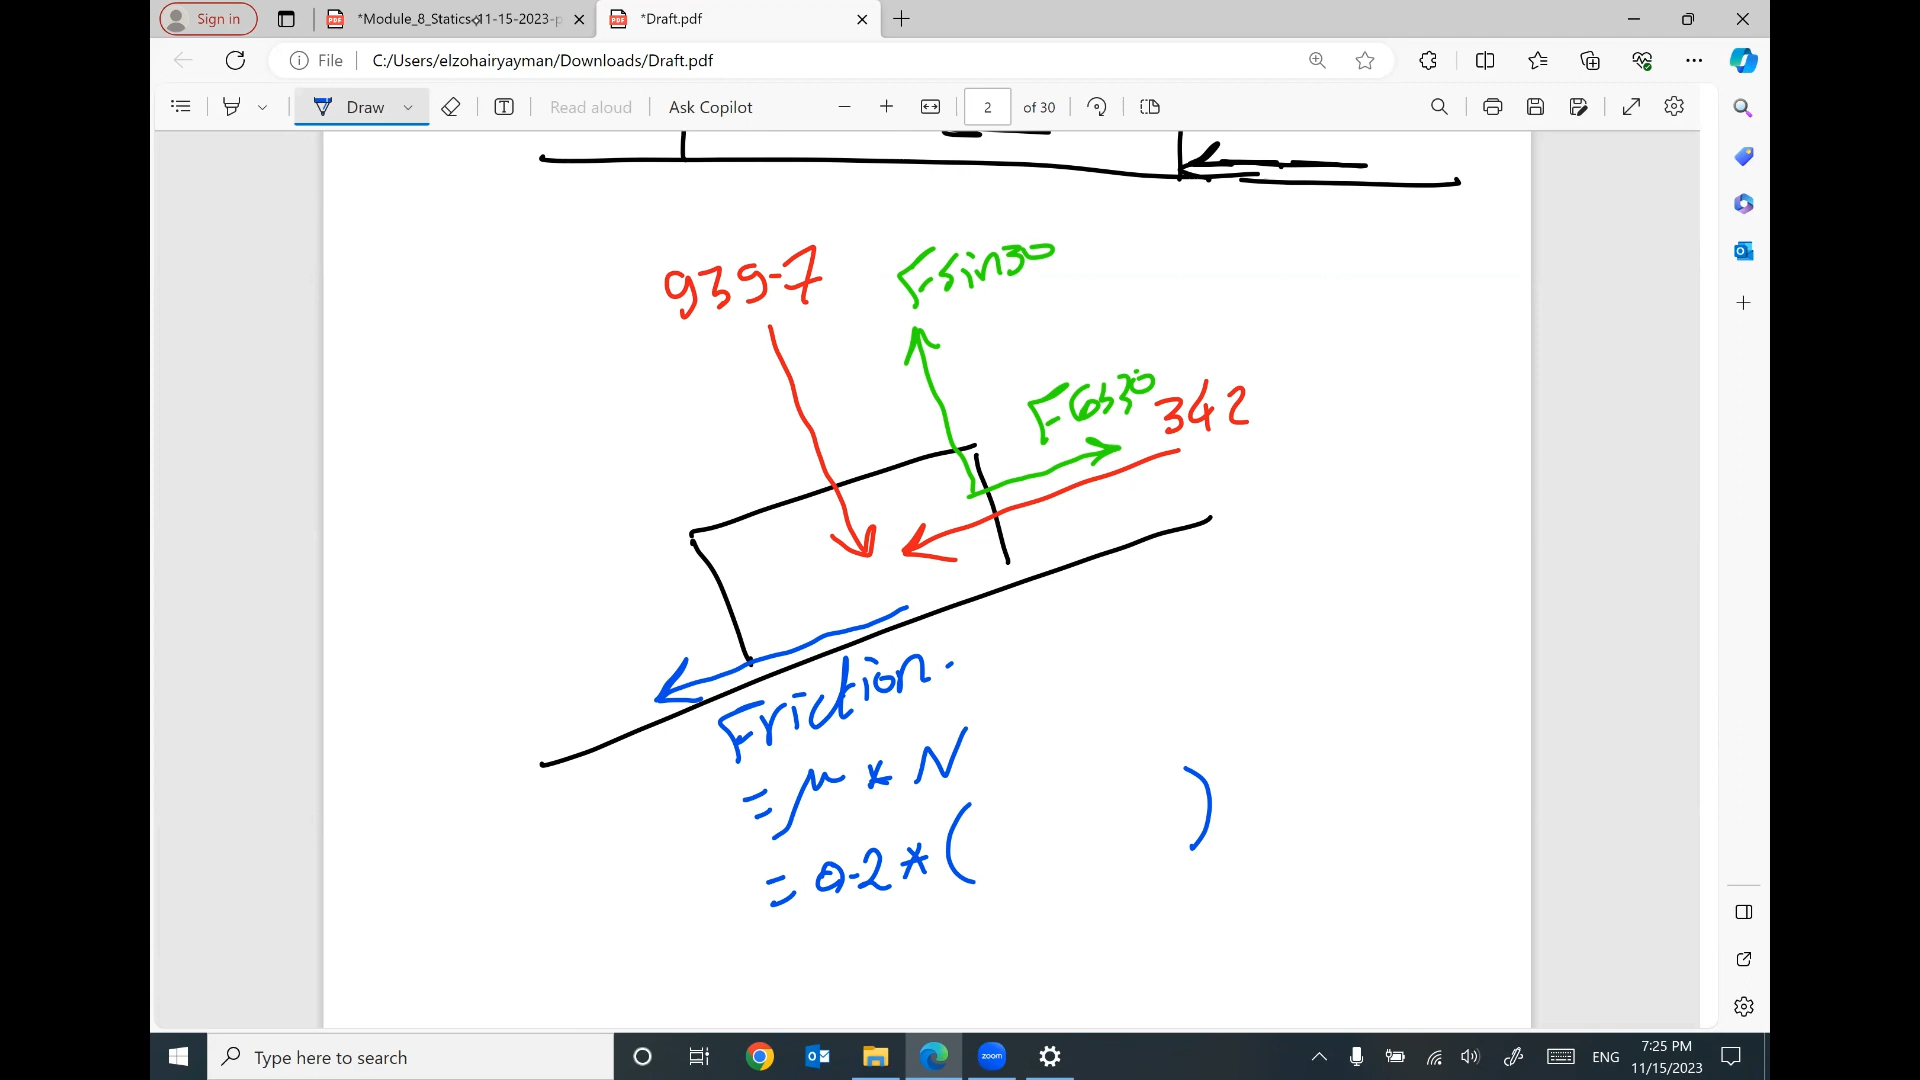 Sign in
*Module_8_Statics-11-15-2023-p
*Draft.pdf
File
C:/Users/elzohairyayman/Downloads/Draft.pdf
Draw
Read aloud
Ask Copilot
2
of 30
939-7
Fsin30
Fcos30
342
Friction.
= μ * N
= 0.2 * ( )
Type here to search
zoom
ENG
7:25 PM
11/15/2023